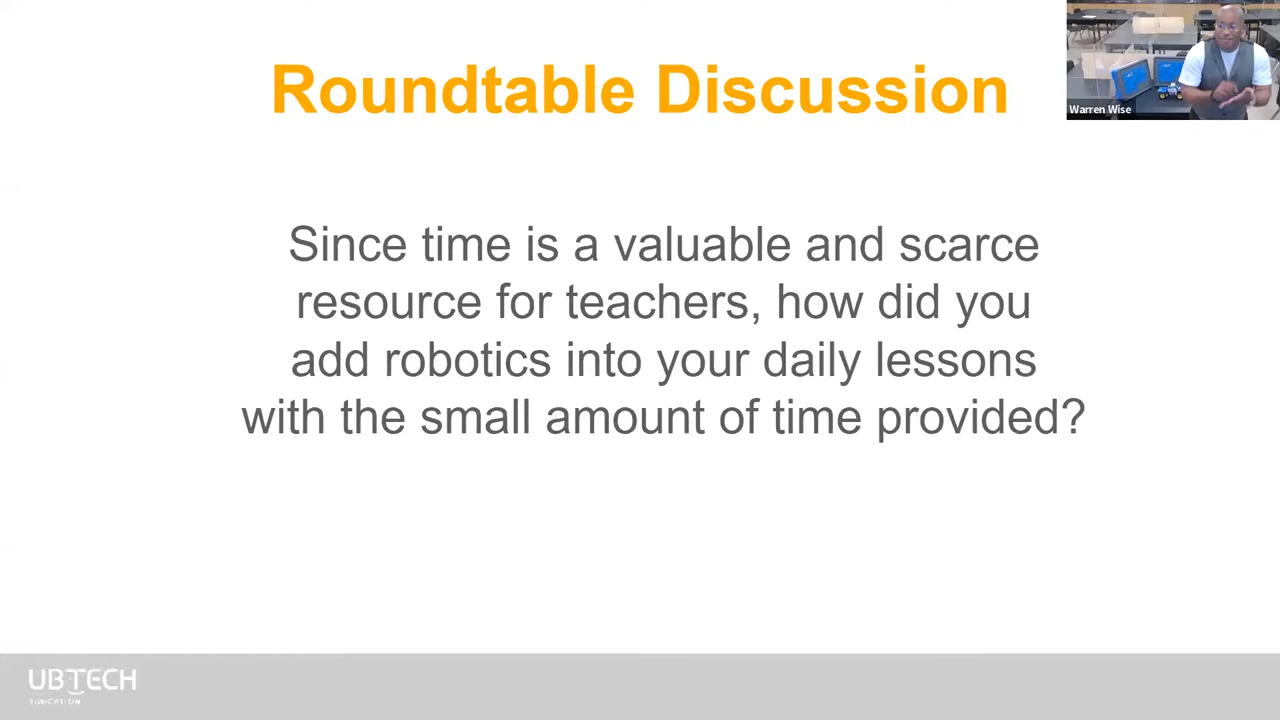 Roundtable Discussion
Warren Wise
Since time is a valuable and scarce
resource for teachers, how did you
add robotics into your daily lessons
with the small amount of time provided?
UBTECH
EDUCATION